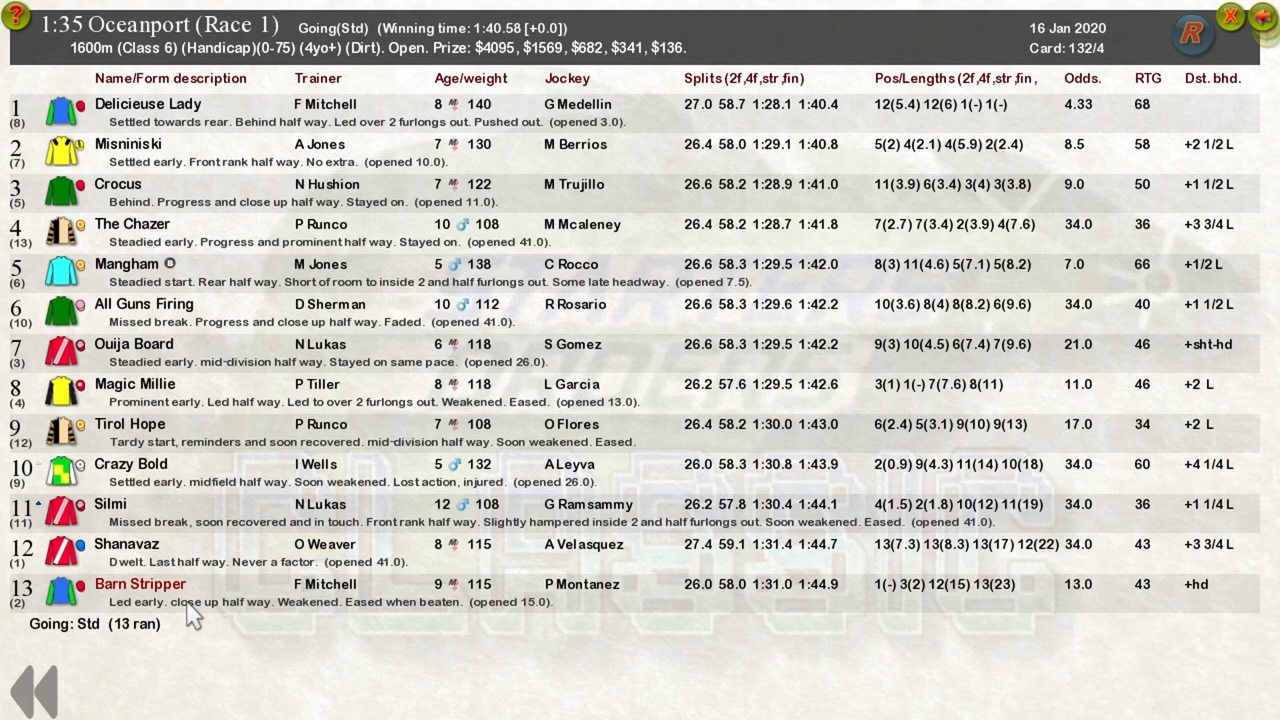 1:35 Oceanport (Race 1) Going(Std) (Winning time: 1:40.58 [+0.0]) 16 Jan 2020
1600m (Class 6) (Handicap)(0-75) (4yo+) (Dirt). Open. Prize: $4095, $1569, $682, $341, $136. Card: 132/4
Name/Form description Trainer Age/weight Jockey Splits (2f,4f,str,fin) Pos/Lengths (2f,4f,str,fin, Odds. RTG Dst. bhd.
1 Delicieuse Lady F Mitchell 8 140 G Medellin 27.0 58.7 1:28.1 1:40.4 12(5.4) 12(6) 1(-) 1(-) 4.33 68
(8) Settled towards rear. Behind half way. Led over 2 furlongs out. Pushed out. (opened 3.0).
2 Misniniski A Jones 7 130 M Berrios 26.4 58.0 1:29.1 1:40.8 5(2) 4(2.1) 4(5.9) 2(2.4) 8.5 58 +2 1/2 L
(7) Settled early. Front rank half way. No extra. (opened 10.0).
3 Crocus N Hushion 7 122 M Trujillo 26.6 58.2 1:28.9 1:41.0 11(3.9) 6(3.4) 3(4) 3(3.8) 9.0 50 +1 1/2 L
(5) Behind. Progress and close up half way. Stayed on. (opened 11.0).
4 The Chazer P Runco 10 108 M Mcaleney 26.4 58.2 1:28.7 1:41.8 7(2.7) 7(3.4) 2(3.9) 4(7.6) 34.0 36 +3 3/4 L
(13) Steadied early. Progress and prominent half way. Stayed on. (opened 41.0).
5 Mangham B M Jones 5 138 C Rocco 26.6 58.3 1:29.5 1:42.0 8(3) 11(4.6) 5(7.1) 5(8.2) 7.0 66 +1/2 L
(6) Steadied start. Rear half way. Short of room to inside 2 and half furlongs out. Some late headway. (opened 7.5).
6 All Guns Firing D Sherman 10 112 R Rosario 26.6 58.3 1:29.6 1:42.2 10(3.6) 8(4) 8(8.2) 6(9.6) 34.0 40 +1 1/2 L
(10) Missed break. Progress and close up half way. Faded. (opened 41.0).
7 Ouija Board N Lukas 6 118 S Gomez 26.6 58.3 1:29.5 1:42.2 9(3) 10(4.5) 6(7.4) 7(9.6) 21.0 46 +sht-hd
(3) Steadied early. mid-division half way. Stayed on same pace. (opened 26.0).
8 Magic Millie P Tiller 8 118 L Garcia 26.2 57.6 1:29.5 1:42.6 3(1) 1(-) 7(7.6) 8(11) 11.0 46 +2 L
(4) Prominent early. Led half way. Led to over 2 furlongs out. Weakened. Eased. (opened 13.0).
9 Tirol Hope P Runco 7 108 O Flores 26.4 58.2 1:30.0 1:43.0 6(2.4) 5(3.1) 9(10) 9(13) 17.0 34 +2 L
(12) Tardy start, reminders and soon recovered. mid-division half way. Soon weakened. Eased.
10 Crazy Bold I Wells 5 132 A Leyva 26.0 58.3 1:30.8 1:43.9 2(0.9) 9(4.3) 11(14) 10(18) 34.0 60 +4 1/4 L
(9) Settled early. midfield half way. Soon weakened. Lost action, injured. (opened 26.0).
11 Silmi N Lukas 12 108 G Ramsammy 26.2 57.8 1:30.4 1:44.1 4(1.5) 2(1.8) 10(12) 11(19) 34.0 36 +1 1/4 L
(11) Missed break, soon recovered and in touch. Front rank half way. Slightly hampered inside 2 and half furlongs out. Soon weakened. Eased. (opened 41.0).
12 Shanavaz O Weaver 8 115 A Velasquez 27.4 59.1 1:31.4 1:44.7 13(7.3) 13(8.3) 13(17) 12(22) 34.0 43 +3 3/4 L
(1) Dwelt. Last half way. Never a factor. (opened 41.0).
13 Barn Stripper F Mitchell 9 115 P Montanez 26.0 58.0 1:31.0 1:44.9 1(-) 3(2) 12(15) 13(23) 13.0 43 +hd
(2) Led early. close up half way. Weakened. Eased when beaten. (opened 15.0).
Going: Std (13 ran)